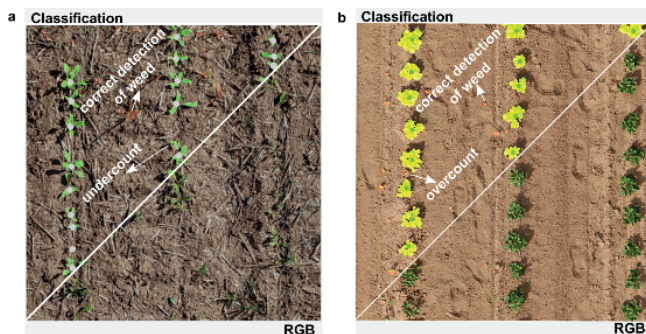 a
Classification
correct detection
of weed
undercount
RGB
b
Classification
correct detection
of weed
overcount
RGB